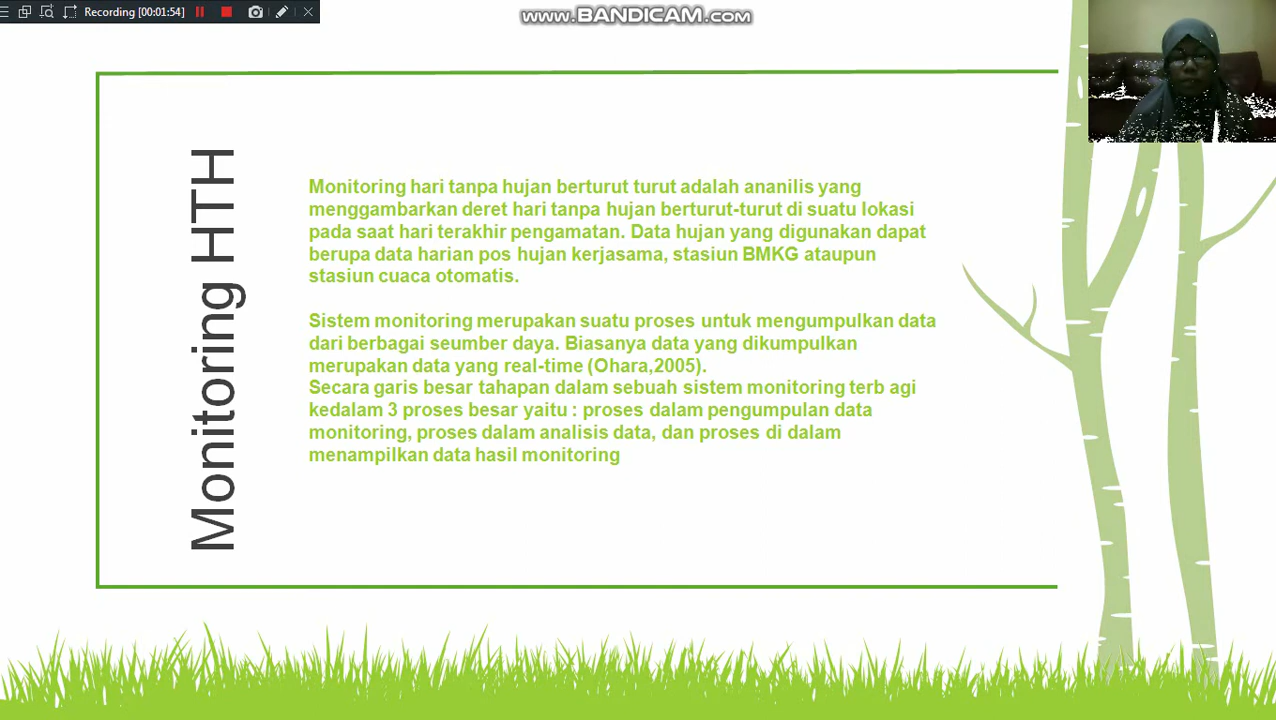 Recording [00:01:54]
www.BANDICAM.com
Monitoring HTH
Monitoring hari tanpa hujan berturut turut adalah ananilis yang
menggambarkan deret hari tanpa hujan berturut-turut di suatu lokasi
pada saat hari terakhir pengamatan. Data hujan yang digunakan dapat
berupa data harian pos hujan kerjasama, stasiun BMKG ataupun
stasiun cuaca otomatis.
Sistem monitoring merupakan suatu proses untuk mengumpulkan data
dari berbagai seumber daya. Biasanya data yang dikumpulkan
merupakan data yang real-time (Ohara,2005).
Secara garis besar tahapan dalam sebuah sistem monitoring terb agi
kedalam 3 proses besar yaitu : proses dalam pengumpulan data
monitoring, proses dalam analisis data, dan proses di dalam
menampilkan data hasil monitoring